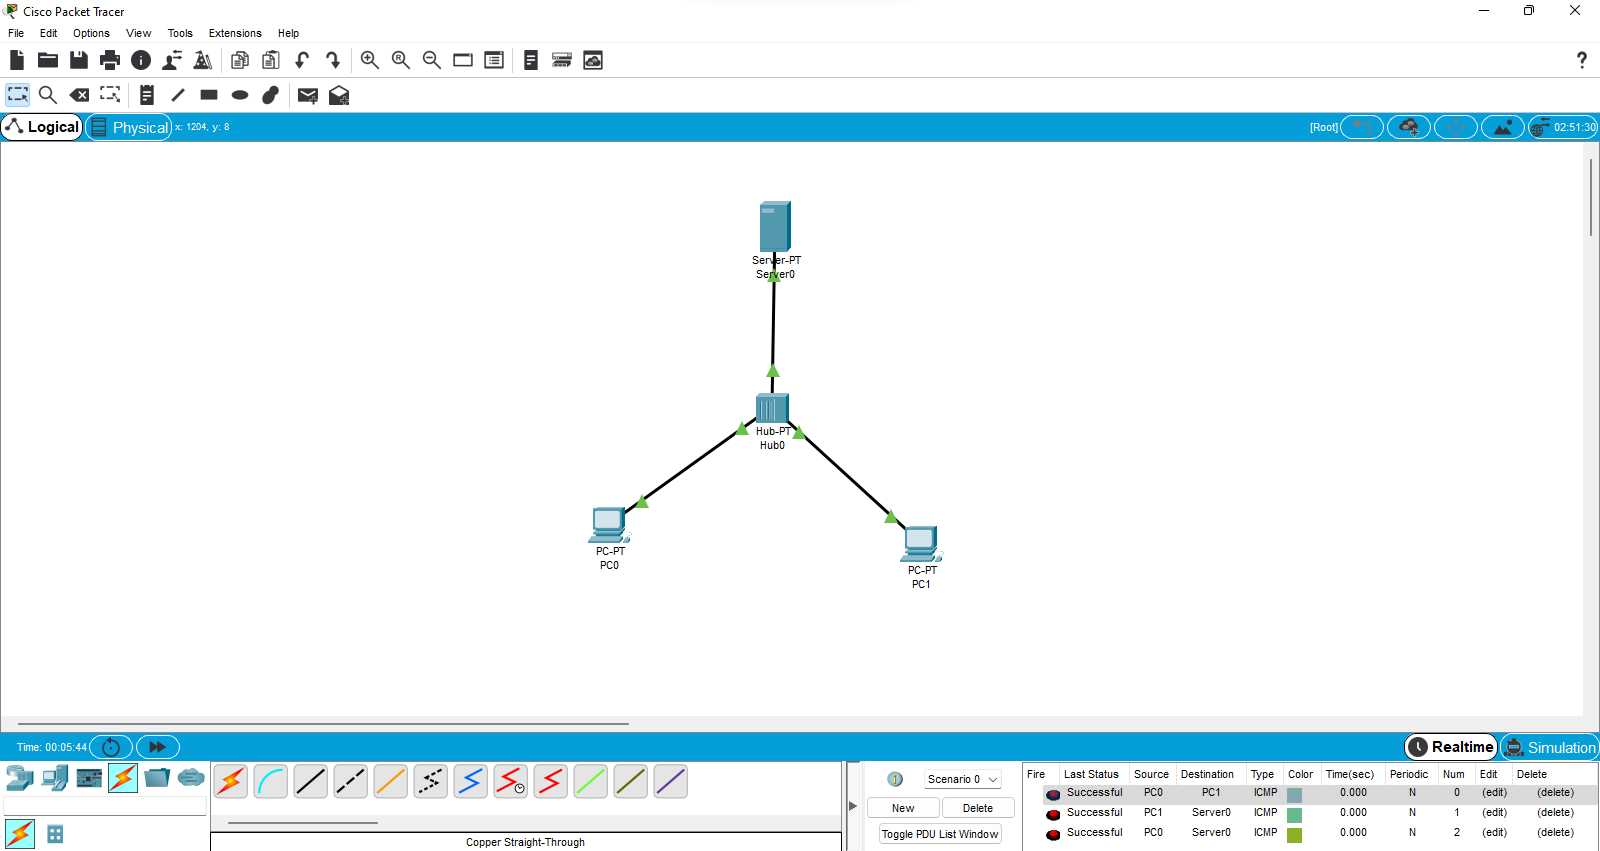 Cisco Packet Tracer
File Edit Options View Tools Extensions Help
Logical Physical x: 1204, y: 8 [Root] 02:51:30
Server-PT
Server0
Hub-PT
Hub0
PC-PT
PC0
PC-PT
PC1
Time: 00:05:44 Realtime Simulation
Scenario 0
New Delete
Toggle PDU List Window
Copper Straight-Through
Fire Last Status Source Destination Type Color Time(sec) Periodic Num Edit Delete
Successful PC0 PC1 ICMP 0.000 N 0 (edit) (delete)
Successful PC1 Server0 ICMP 0.000 N 1 (edit) (delete)
Successful PC0 Server0 ICMP 0.000 N 2 (edit) (delete)